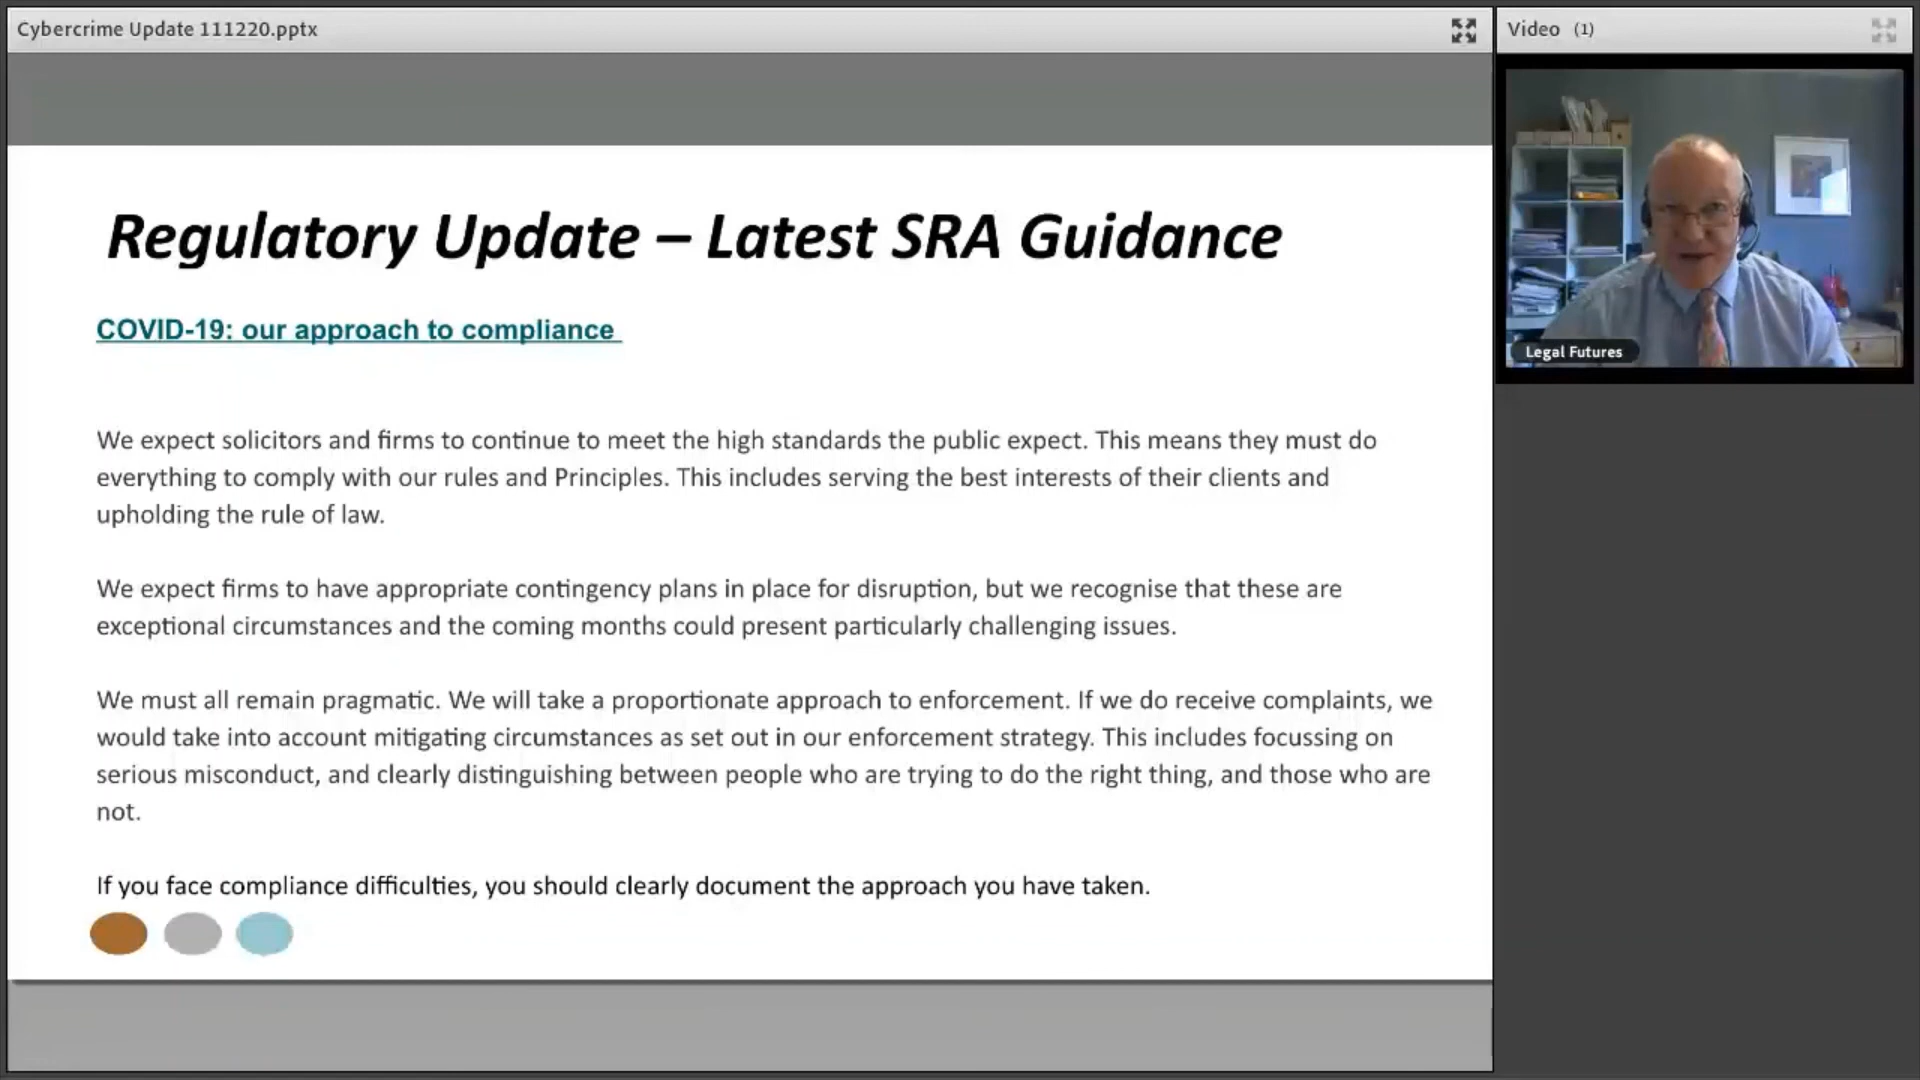 Cybercrime Update 111220.pptx
Video (1)
Regulatory Update – Latest SRA Guidance
COVID-19: our approach to compliance
We expect solicitors and firms to continue to meet the high standards the public expect. This means they must do
everything to comply with our rules and Principles. This includes serving the best interests of their clients and
upholding the rule of law.
We expect firms to have appropriate contingency plans in place for disruption, but we recognise that these are
exceptional circumstances and the coming months could present particularly challenging issues.
We must all remain pragmatic. We will take a proportionate approach to enforcement. If we do receive complaints, we
would take into account mitigating circumstances as set out in our enforcement strategy. This includes focussing on
serious misconduct, and clearly distinguishing between people who are trying to do the right thing, and those who are
not.
If you face compliance difficulties, you should clearly document the approach you have taken.
Legal Futures